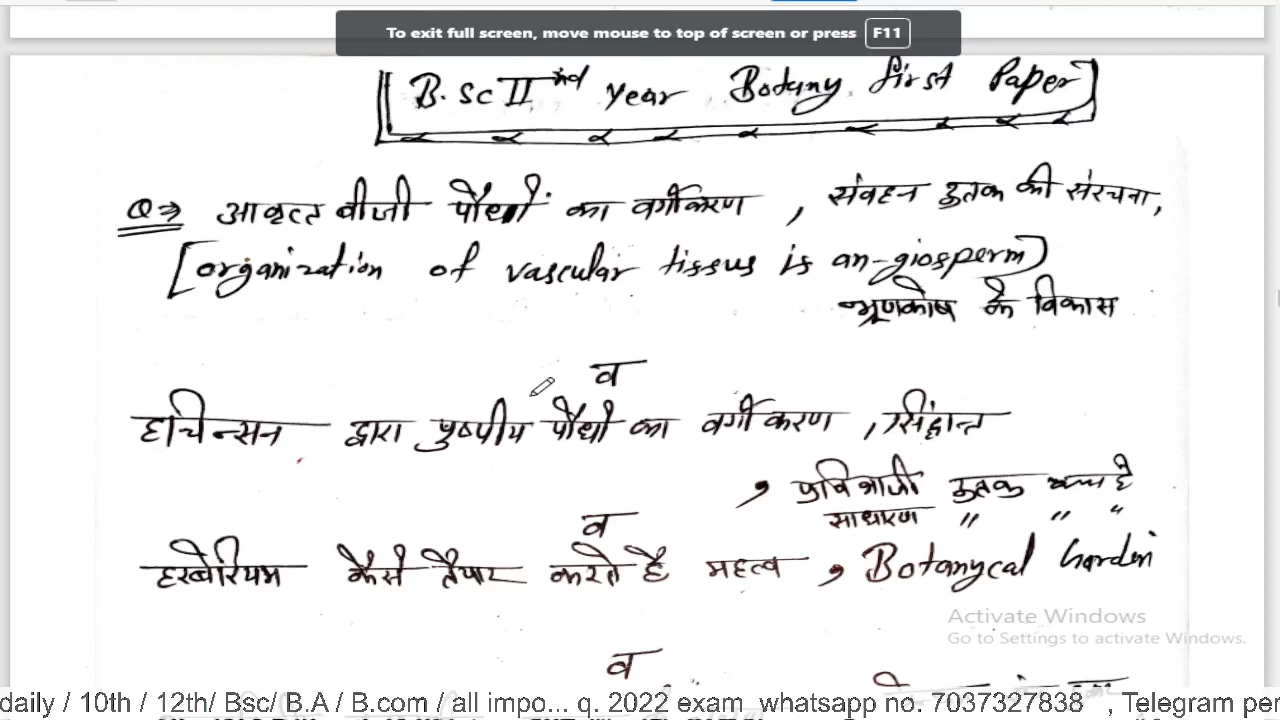 To exit full screen, move mouse to top of screen or press F11
B.Sc II nd Year Botany first Paper
Q⇒ आवृत्त बीजी पौधों का वर्गीकरण , संवहन ऊतक की संरचना,
[organization of vascular tissus is an-giosperm]
भ्रूणकोष के विकास
व
हचिन्सन द्वारा पुष्पीय पौधों का वर्गीकरण , सिद्धान्त
, प्रविभाजी ऊतक क्या है
साधारण " " "
व
हरबेरियम कैसे तैयार करते है महत्व , Botanycal Garden
Activate Windows
Go to Settings to activate Windows.
व
daily / 10th / 12th/ Bsc/ B.A / B.com / all impo... q. 2022 exam whatsapp no. 7037327838 , Telegram per